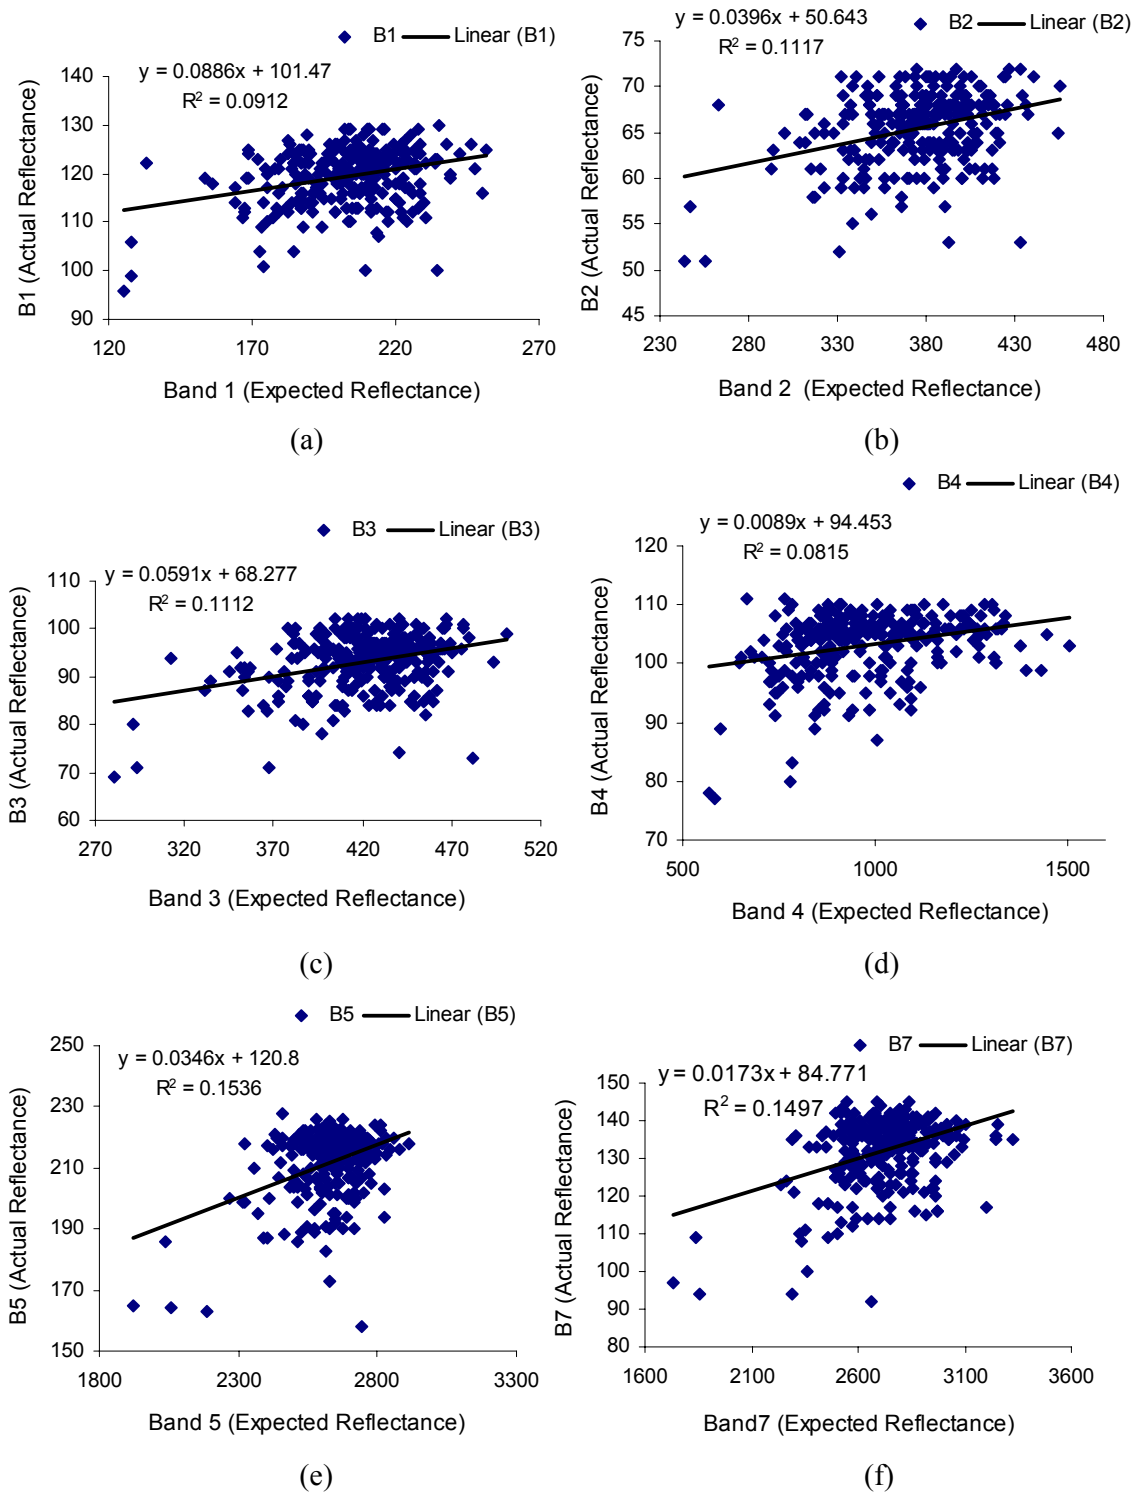 B1 Linear (B1)
y = 0.0886x + 101.47
R² = 0.0912
B1 (Actual Reflectance)
140
130
120
110
100
90
120 170 220 270
Band 1 (Expected Reflectance)
(a)
y = 0.0396x + 50.643
R² = 0.1117
B2 Linear (B2)
B2 (Actual Reflectance)
75
70
65
60
55
50
45
230 280 330 380 430 480
Band 2 (Expected Reflectance)
(b)
B3 Linear (B3)
y = 0.0591x + 68.277
R² = 0.1112
B3 (Actual Reflectance)
110
100
90
80
70
60
270 320 370 420 470 520
Band 3 (Expected Reflectance)
(c)
B4 Linear (B4)
y = 0.0089x + 94.453
R² = 0.0815
B4 (Actual Reflectance)
120
110
100
90
80
70
500 1000 1500
Band 4 (Expected Reflectance)
(d)
B5 Linear (B5)
y = 0.0346x + 120.8
R² = 0.1536
B5 (Actual Reflectance)
250
230
210
190
170
150
1800 2300 2800 3300
Band 5 (Expected Reflectance)
(e)
B7 Linear (B7)
y = 0.0173x + 84.771
R² = 0.1497
B7 (Actual Reflectance)
150
140
130
120
110
100
90
80
1600 2100 2600 3100 3600
Band7 (Expected Reflectance)
(f)